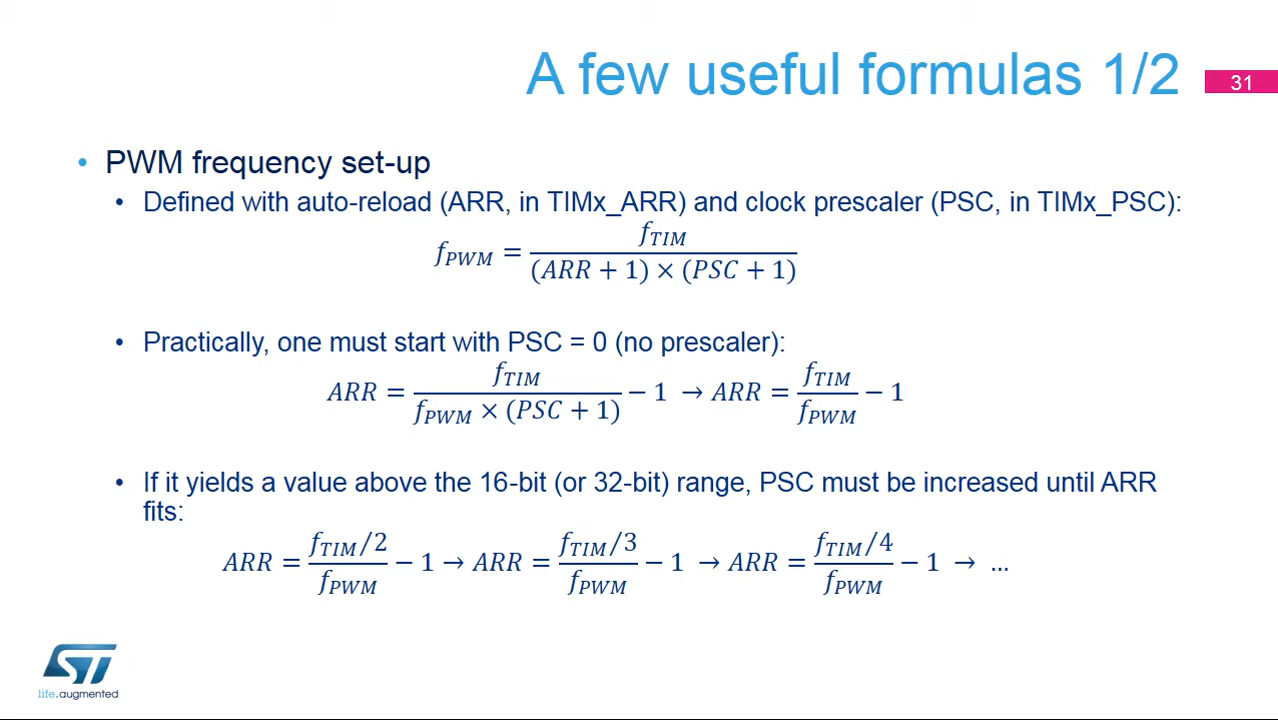 A few useful formulas 1/2
31
• PWM frequency set-up
• Defined with auto-reload (ARR, in TIMx_ARR) and clock prescaler (PSC, in TIMx_PSC):
f_PWM = f_TIM / ((ARR + 1) × (PSC + 1))
• Practically, one must start with PSC = 0 (no prescaler):
ARR = f_TIM / (f_PWM × (PSC + 1)) − 1 → ARR = f_TIM / f_PWM − 1
• If it yields a value above the 16-bit (or 32-bit) range, PSC must be increased until ARR
fits:
ARR = (f_TIM/2) / f_PWM − 1 → ARR = (f_TIM/3) / f_PWM − 1 → ARR = (f_TIM/4) / f_PWM − 1 → ...
ST
life.augmented